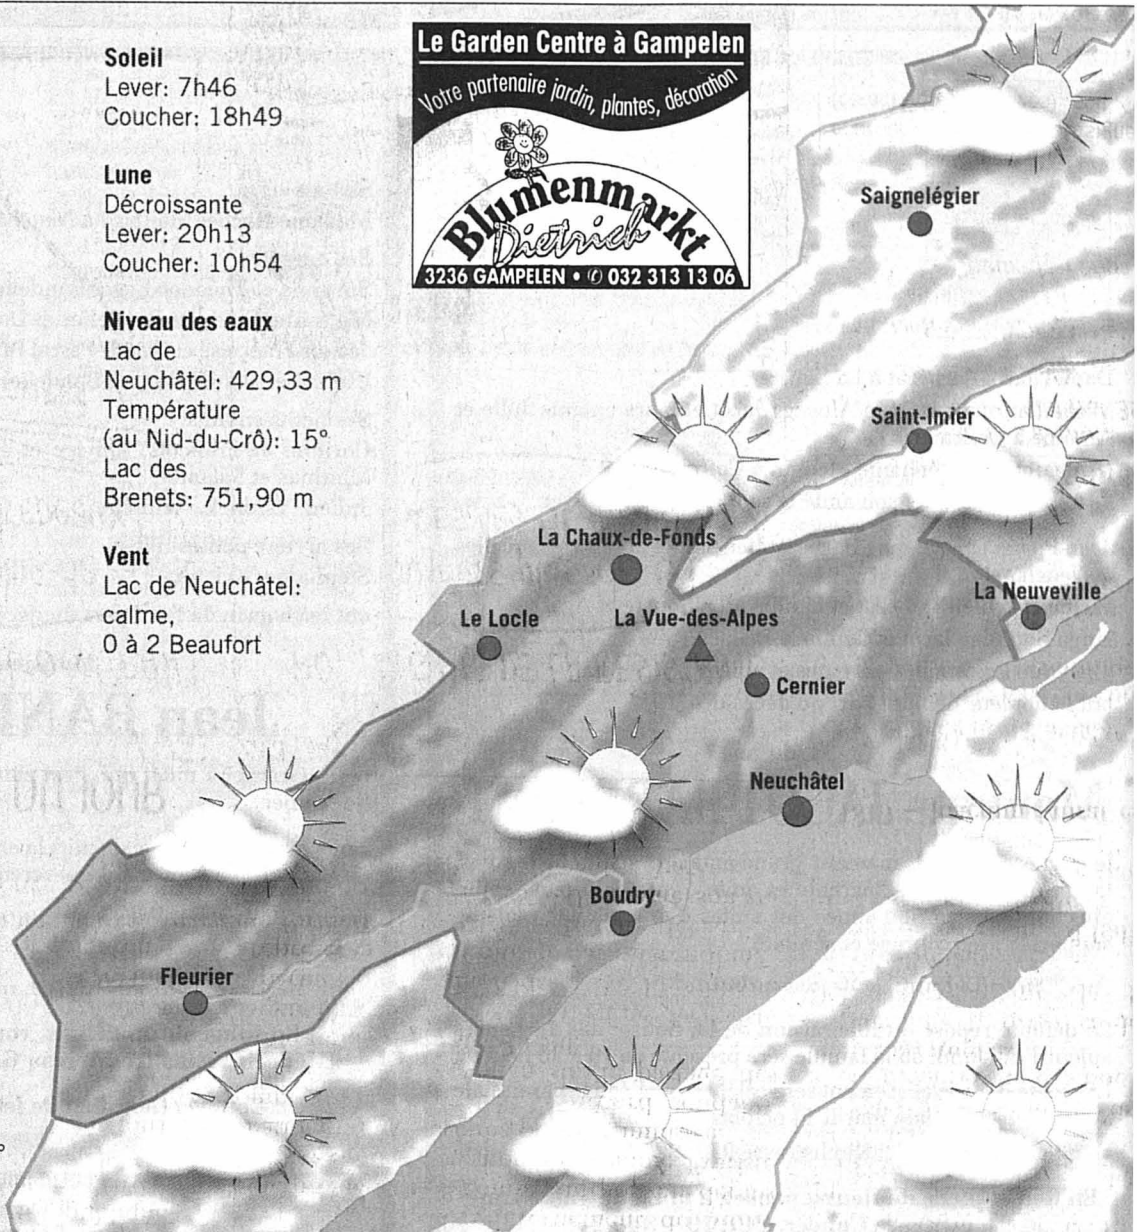 Soleil
Lever: 7h46
Coucher: 18h49
Lune
Décroissante
Lever: 20h13
Coucher: 10h54
Niveau des eaux
Lac de
Neuchâtel: 429,33 m
Température
(au Nid-du-Crô): 15°
Lac des
Brenets: 751,90 m
Vent
Lac de Neuchâtel:
calme,
0 à 2 Beaufort
Le Garden Centre à Gampelen
Votre partenaire jardin, plantes, décoration
Blumenmarkt
Dietrich
3236 GAMPELEN • ✆ 032 313 13 06
Saignelégier
Saint-Imier
La Chaux-de-Fonds
La Neuveville
Le Locle
La Vue-des-Alpes
Cernier
Neuchâtel
Boudry
Fleurier